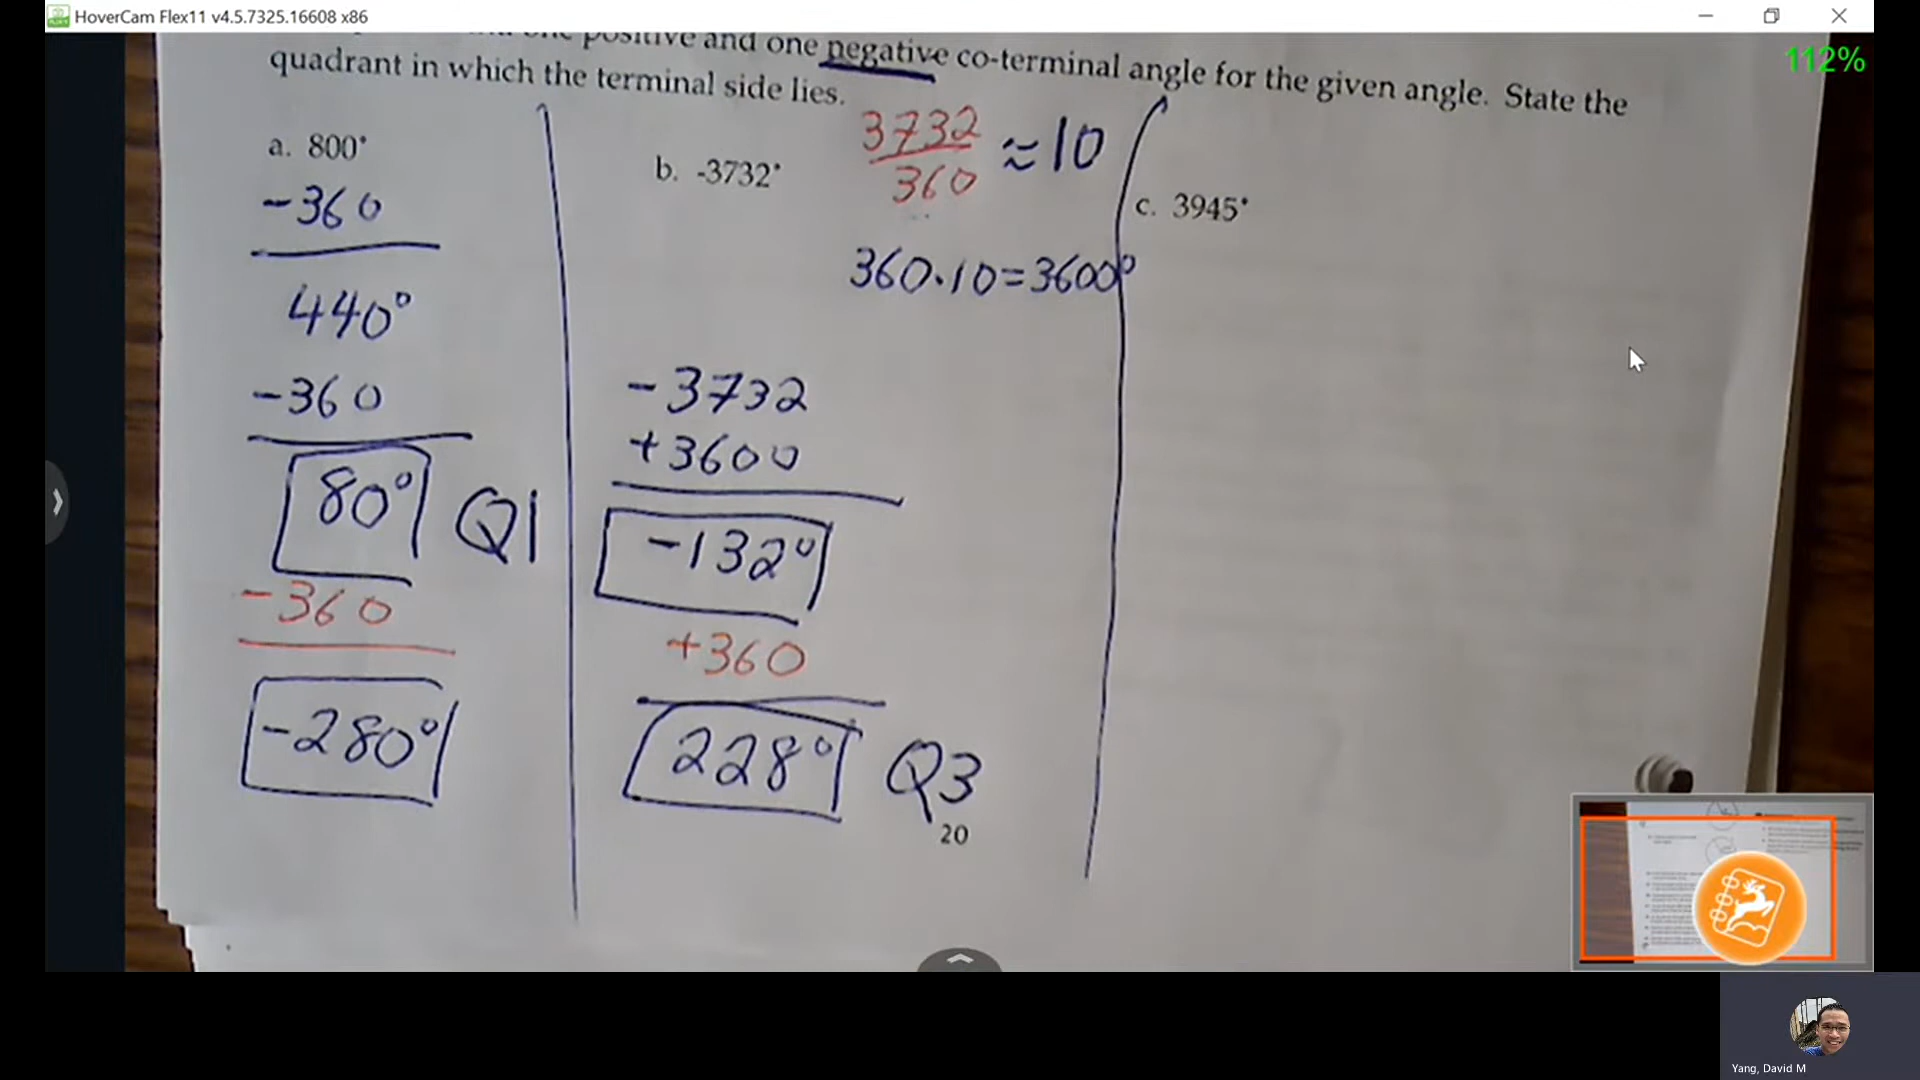 HoverCam Flex11 v4.5.7325.16608 x86
112%
one positive and one negative co-terminal angle for the given angle. State the
quadrant in which the terminal side lies.
a. 800°
-360
440°
-360
80° Q1
-360
-280°
b. -3732°
3732
360
≈10
360·10=3600°
-3732
+3600
-132°
+360
228° Q3
c. 3945°
20
Yang, David M